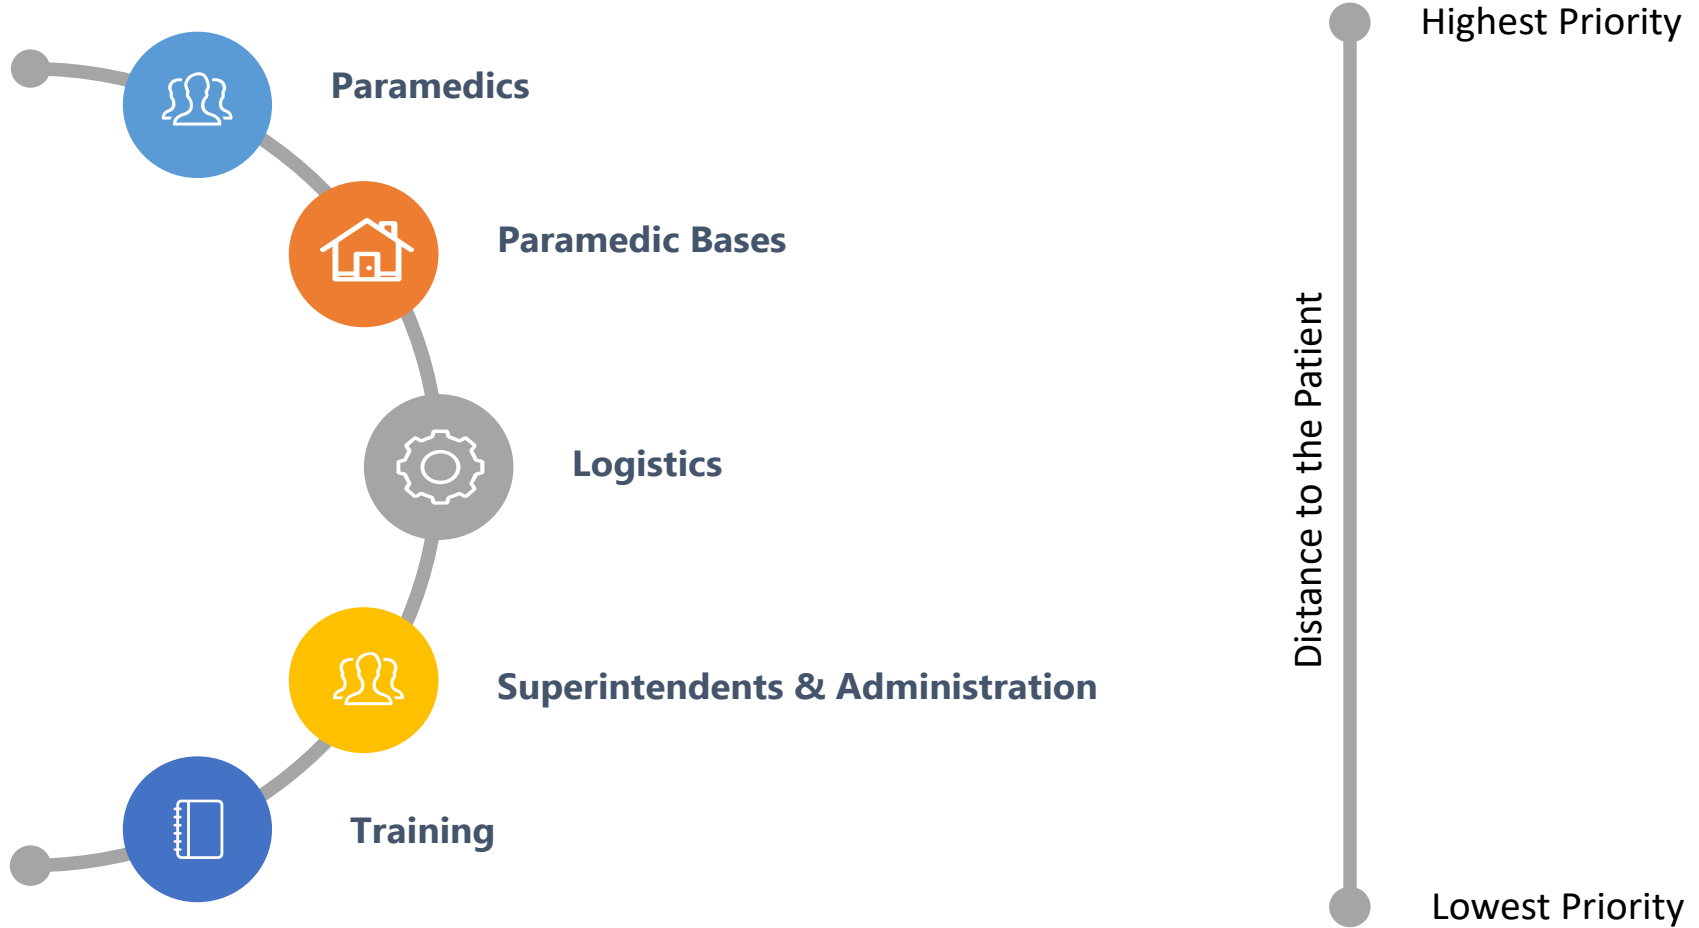 Highest Priority
Paramedics
Paramedic Bases
Distance to the Patient
Logistics
Superintendents & Administration
Training
Lowest Priority